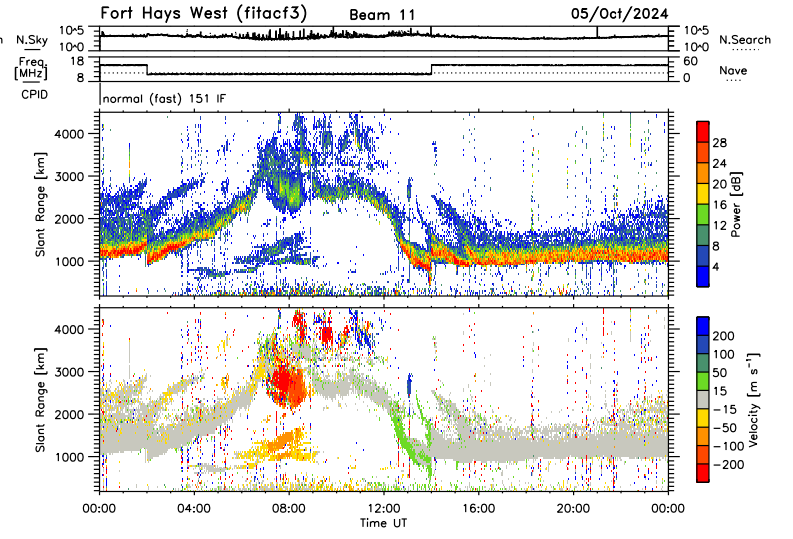 Fort Hays West (fitacf3) Beam 11 05/Oct/2024
N.Sky 10^5 10^5 N.Search
10^0 10^0
Freq. 18 60 Nave
[MHz] 8 0
CPID normal (fast) 151 IF
4000
3000
2000
1000
Slant Range [km]
28
24
20
16
12
8
4
Power [dB]
4000
3000
2000
1000
Slant Range [km]
200
100
50
15
-15
-50
-100
-200
Velocity [m s⁻¹]
00:00 04:00 08:00 12:00 16:00 20:00 00:00
Time UT